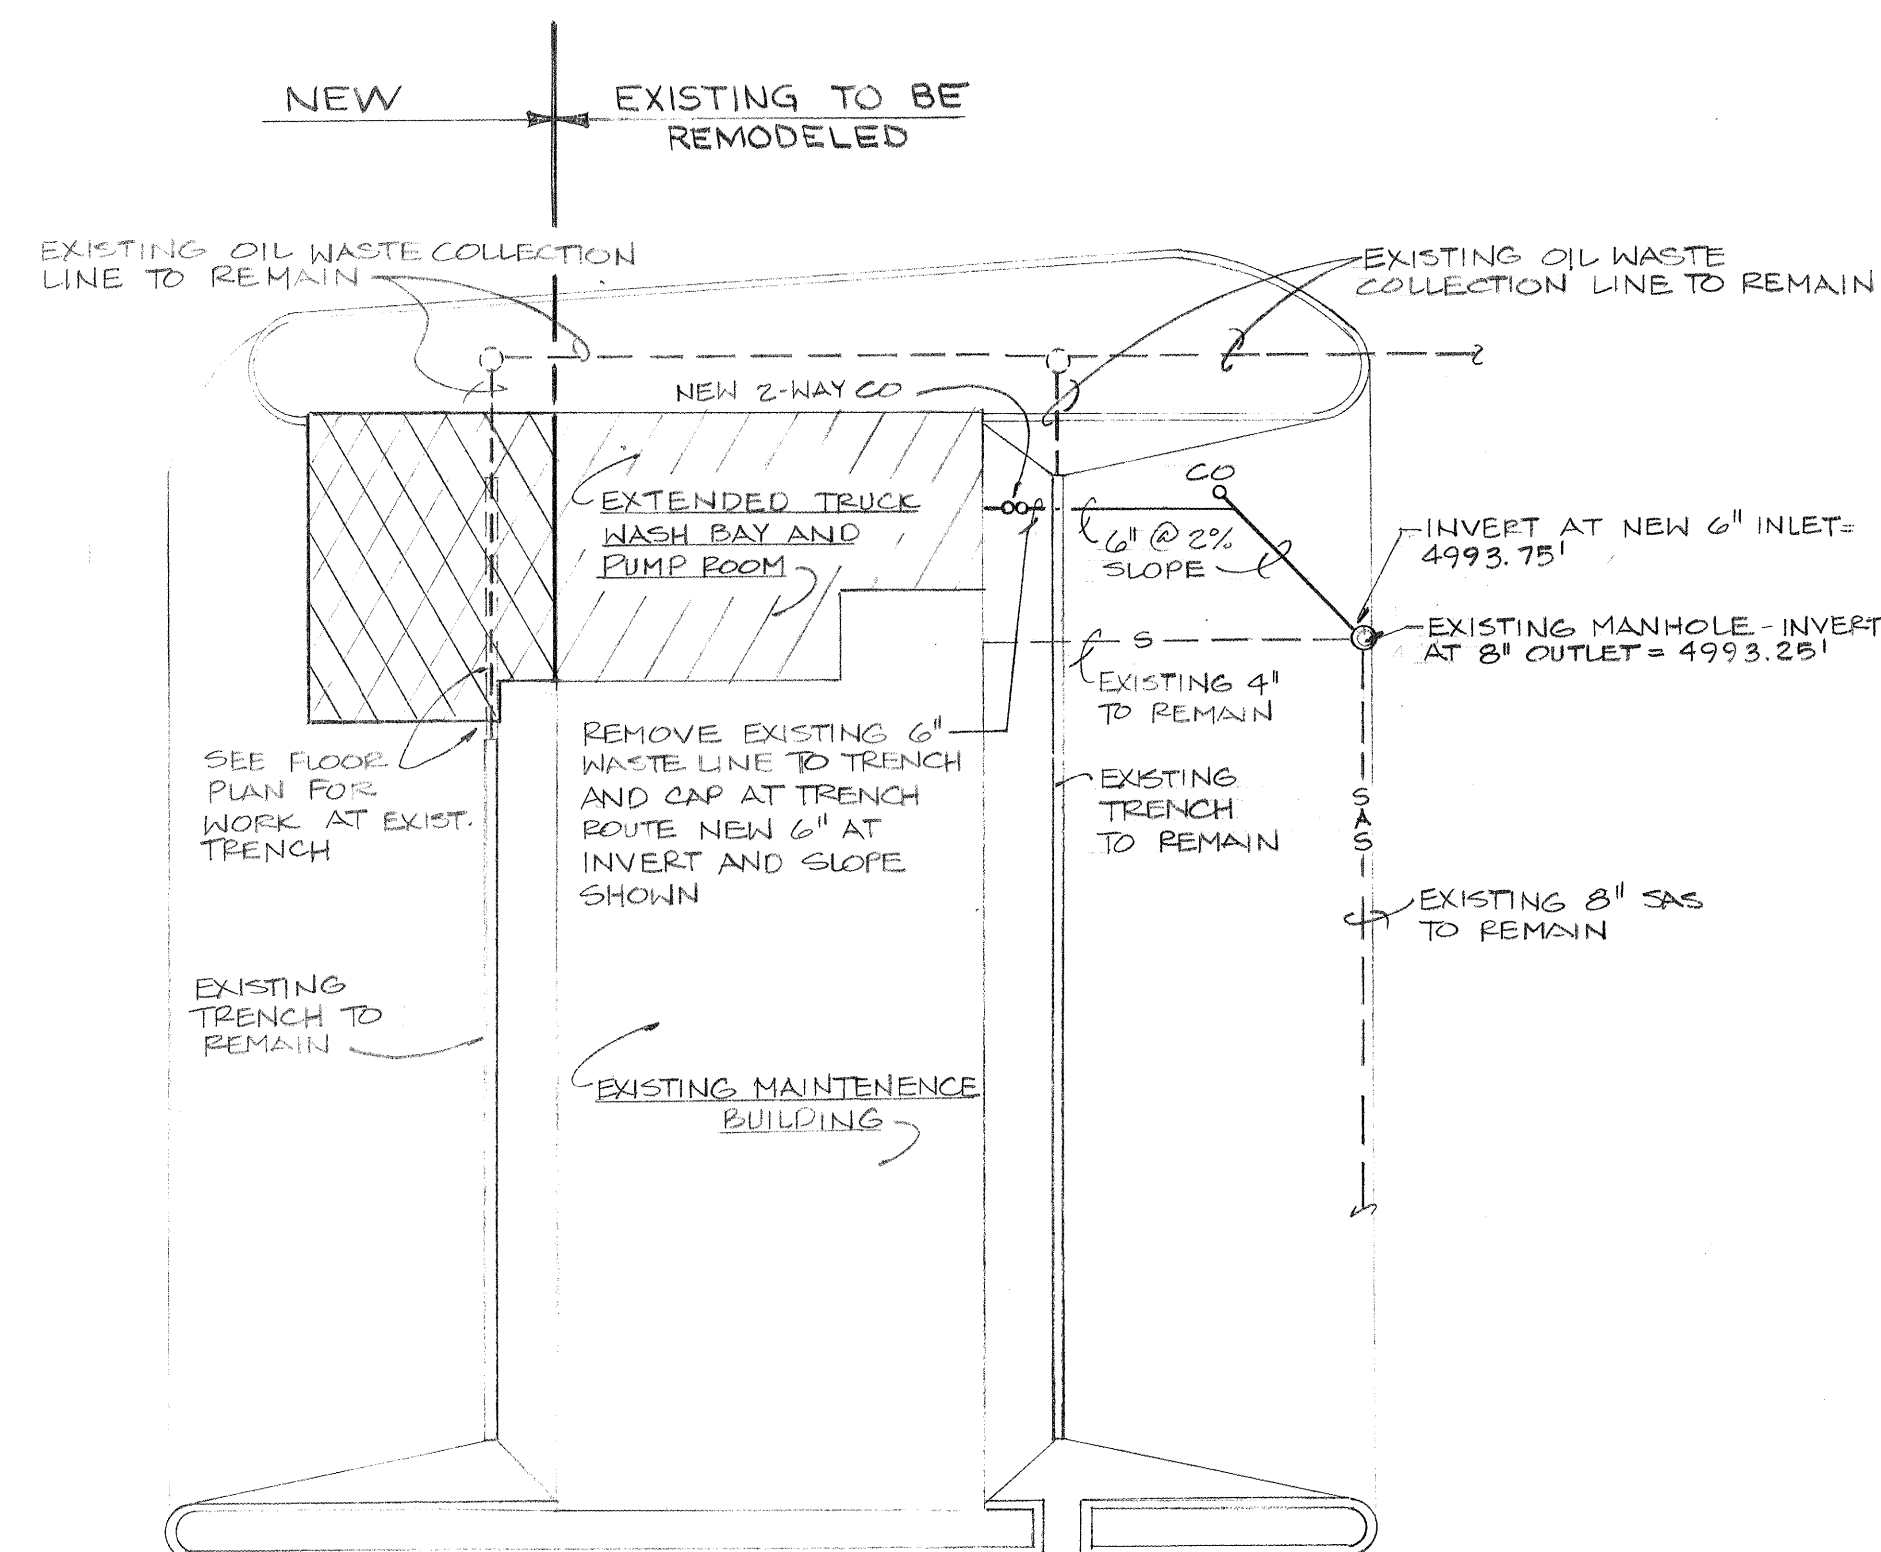 NEW
EXISTING TO BE
REMODELED
EXISTING OIL WASTE COLLECTION
LINE TO REMAIN
EXISTING OIL WASTE
COLLECTION LINE TO REMAIN
NEW 2-WAY CO
CO
EXTENDED TRUCK
WASH BAY AND
PUMP ROOM
6" @ 2%
SLOPE
INVERT AT NEW 6" INLET=
4993.75'
EXISTING MANHOLE - INVERT
AT 8" OUTLET = 4993.25'
S
EXISTING 4"
TO REMAIN
SEE FLOOR
PLAN FOR
WORK AT EXIST.
TRENCH
REMOVE EXISTING 6"
WASTE LINE TO TRENCH
AND CAP AT TRENCH
ROUTE NEW 6" AT
INVERT AND SLOPE
SHOWN
EXISTING
TRENCH
TO REMAIN
SAS
EXISTING 8" SAS
TO REMAIN
EXISTING
TRENCH TO
REMAIN
EXISTING MAINTENENCE
BUILDING